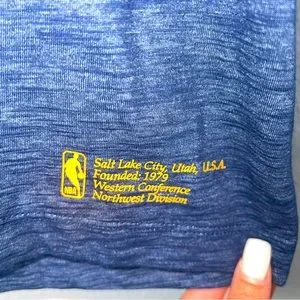 NBA
Salt Lake City, Utah, U.S.A.
Founded: 1979
Western Conference
Northwest Division